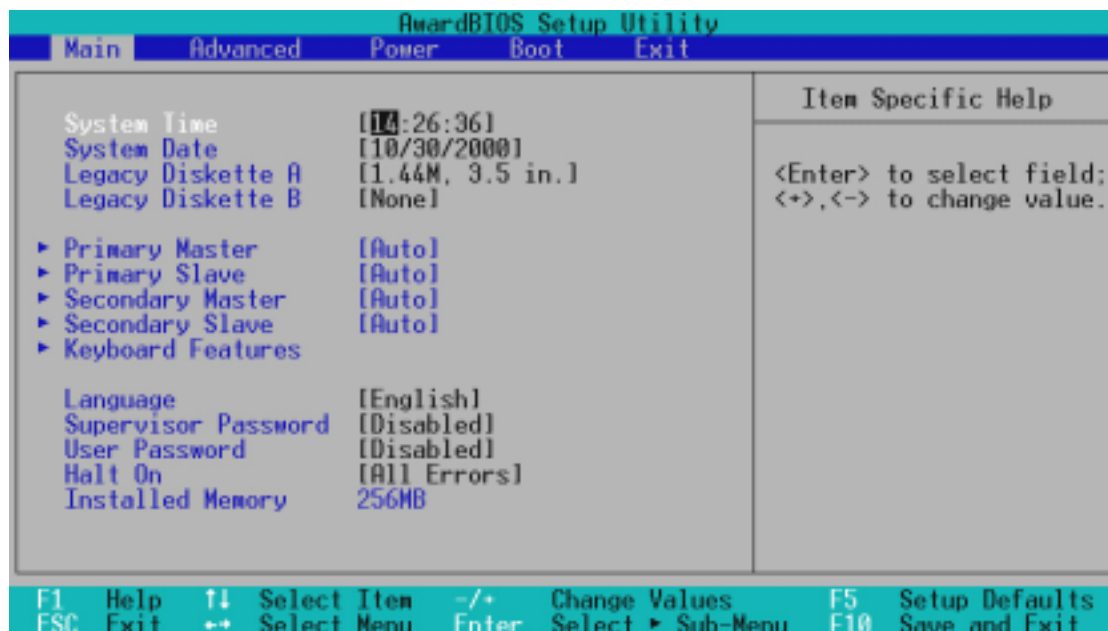 AwardBIOS Setup Utility
Main Advanced Power Boot Exit
Item Specific Help
System Time [14:26:36]
System Date [10/30/2000]
Legacy Diskette A [1.44M, 3.5 in.]
Legacy Diskette B [None]
<Enter> to select field;
<+>,<-> to change value.
▸ Primary Master [Auto]
▸ Primary Slave [Auto]
▸ Secondary Master [Auto]
▸ Secondary Slave [Auto]
▸ Keyboard Features
Language [English]
Supervisor Password [Disabled]
User Password [Disabled]
Halt On [All Errors]
Installed Memory 256MB
F1 Help ↑↓ Select Item -/+ Change Values F5 Setup Defaults
ESC Exit ←→ Select Menu Enter Select ▸ Sub-Menu F10 Save and Exit